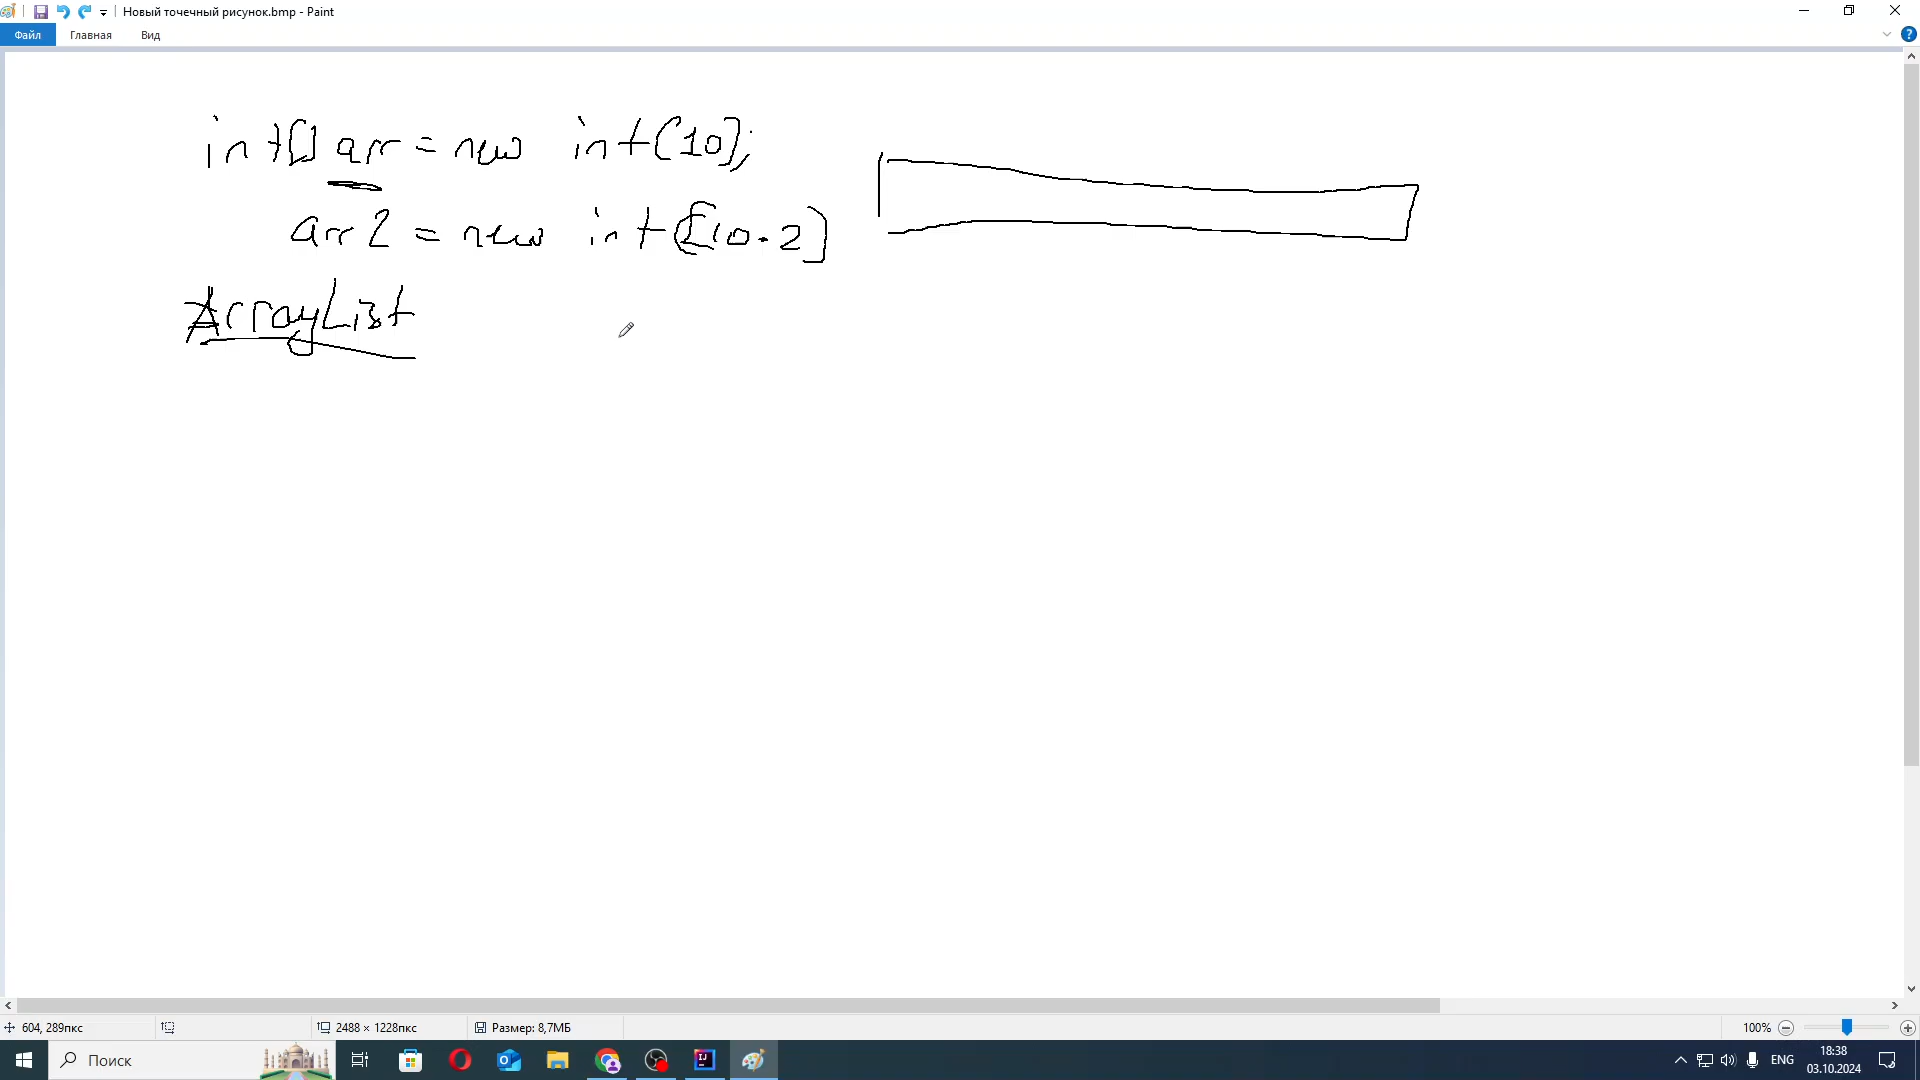 Новый точечный рисунок.bmp - Paint
Файл Главная Вид
int[] arr = new int[10];
arr2 = new int[10.2]
ArrayList
604, 289пкс 2488 × 1228пкс Размер: 8,7МБ 100%
Поиск ENG 18:38
03.10.2024